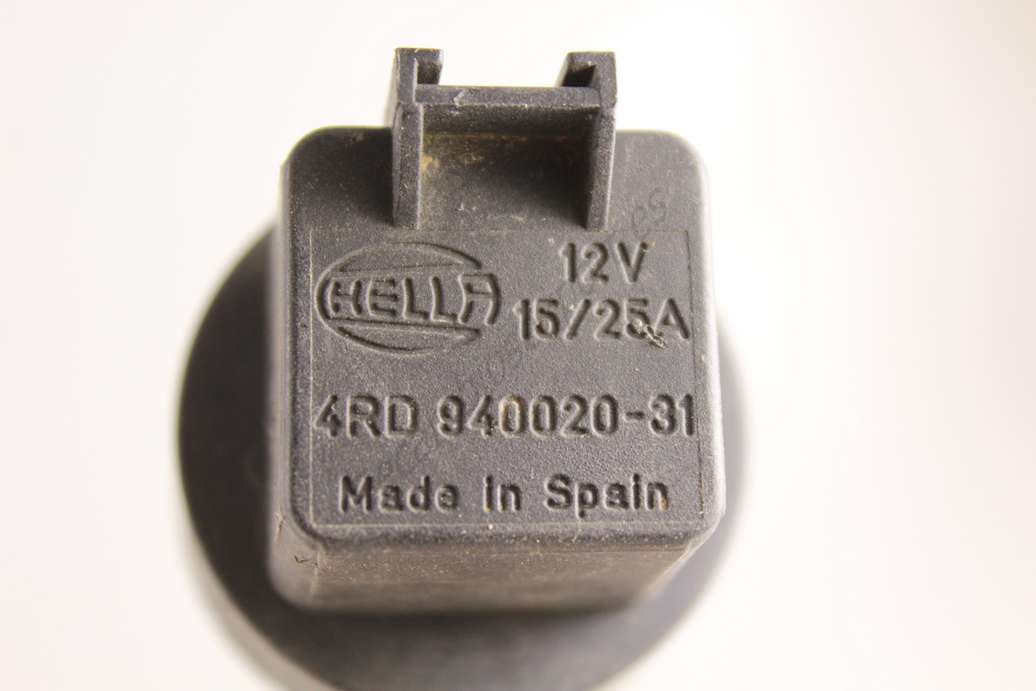 HELLA
12V
15/25A
4RD 940020-31
Made in Spain